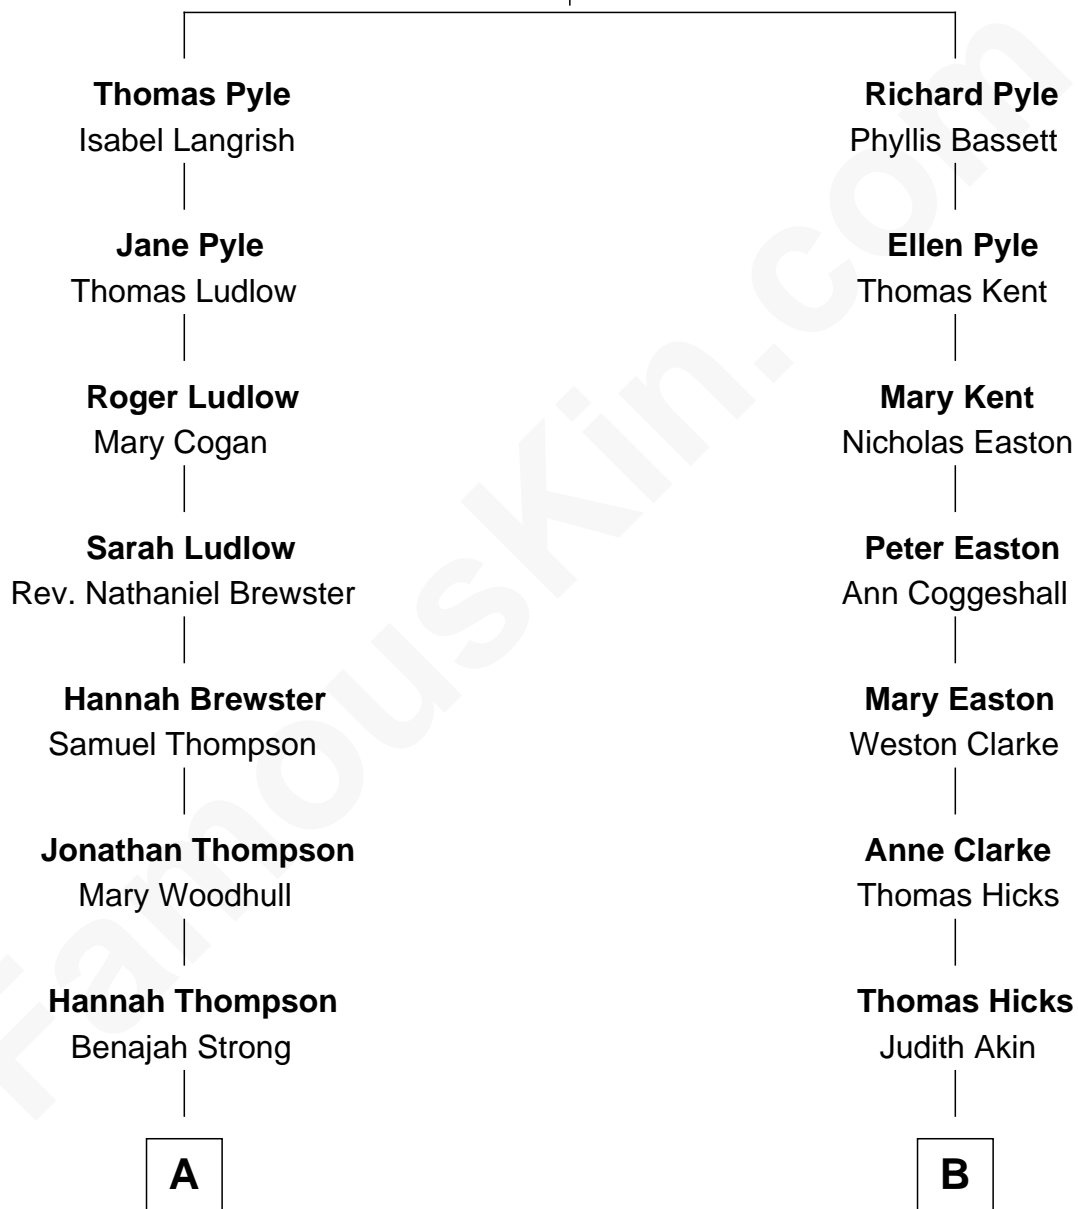 Thomas Pyle
Isabel Langrish
Jane Pyle
Thomas Ludlow
Roger Ludlow
Mary Cogan
Sarah Ludlow
Rev. Nathaniel Brewster
Hannah Brewster
Samuel Thompson
Jonathan Thompson
Mary Woodhull
Hannah Thompson
Benajah Strong
A
Richard Pyle
Phyllis Bassett
Ellen Pyle
Thomas Kent
Mary Kent
Nicholas Easton
Peter Easton
Ann Coggeshall
Mary Easton
Weston Clarke
Anne Clarke
Thomas Hicks
Thomas Hicks
Judith Akin
B
FamousKin.com